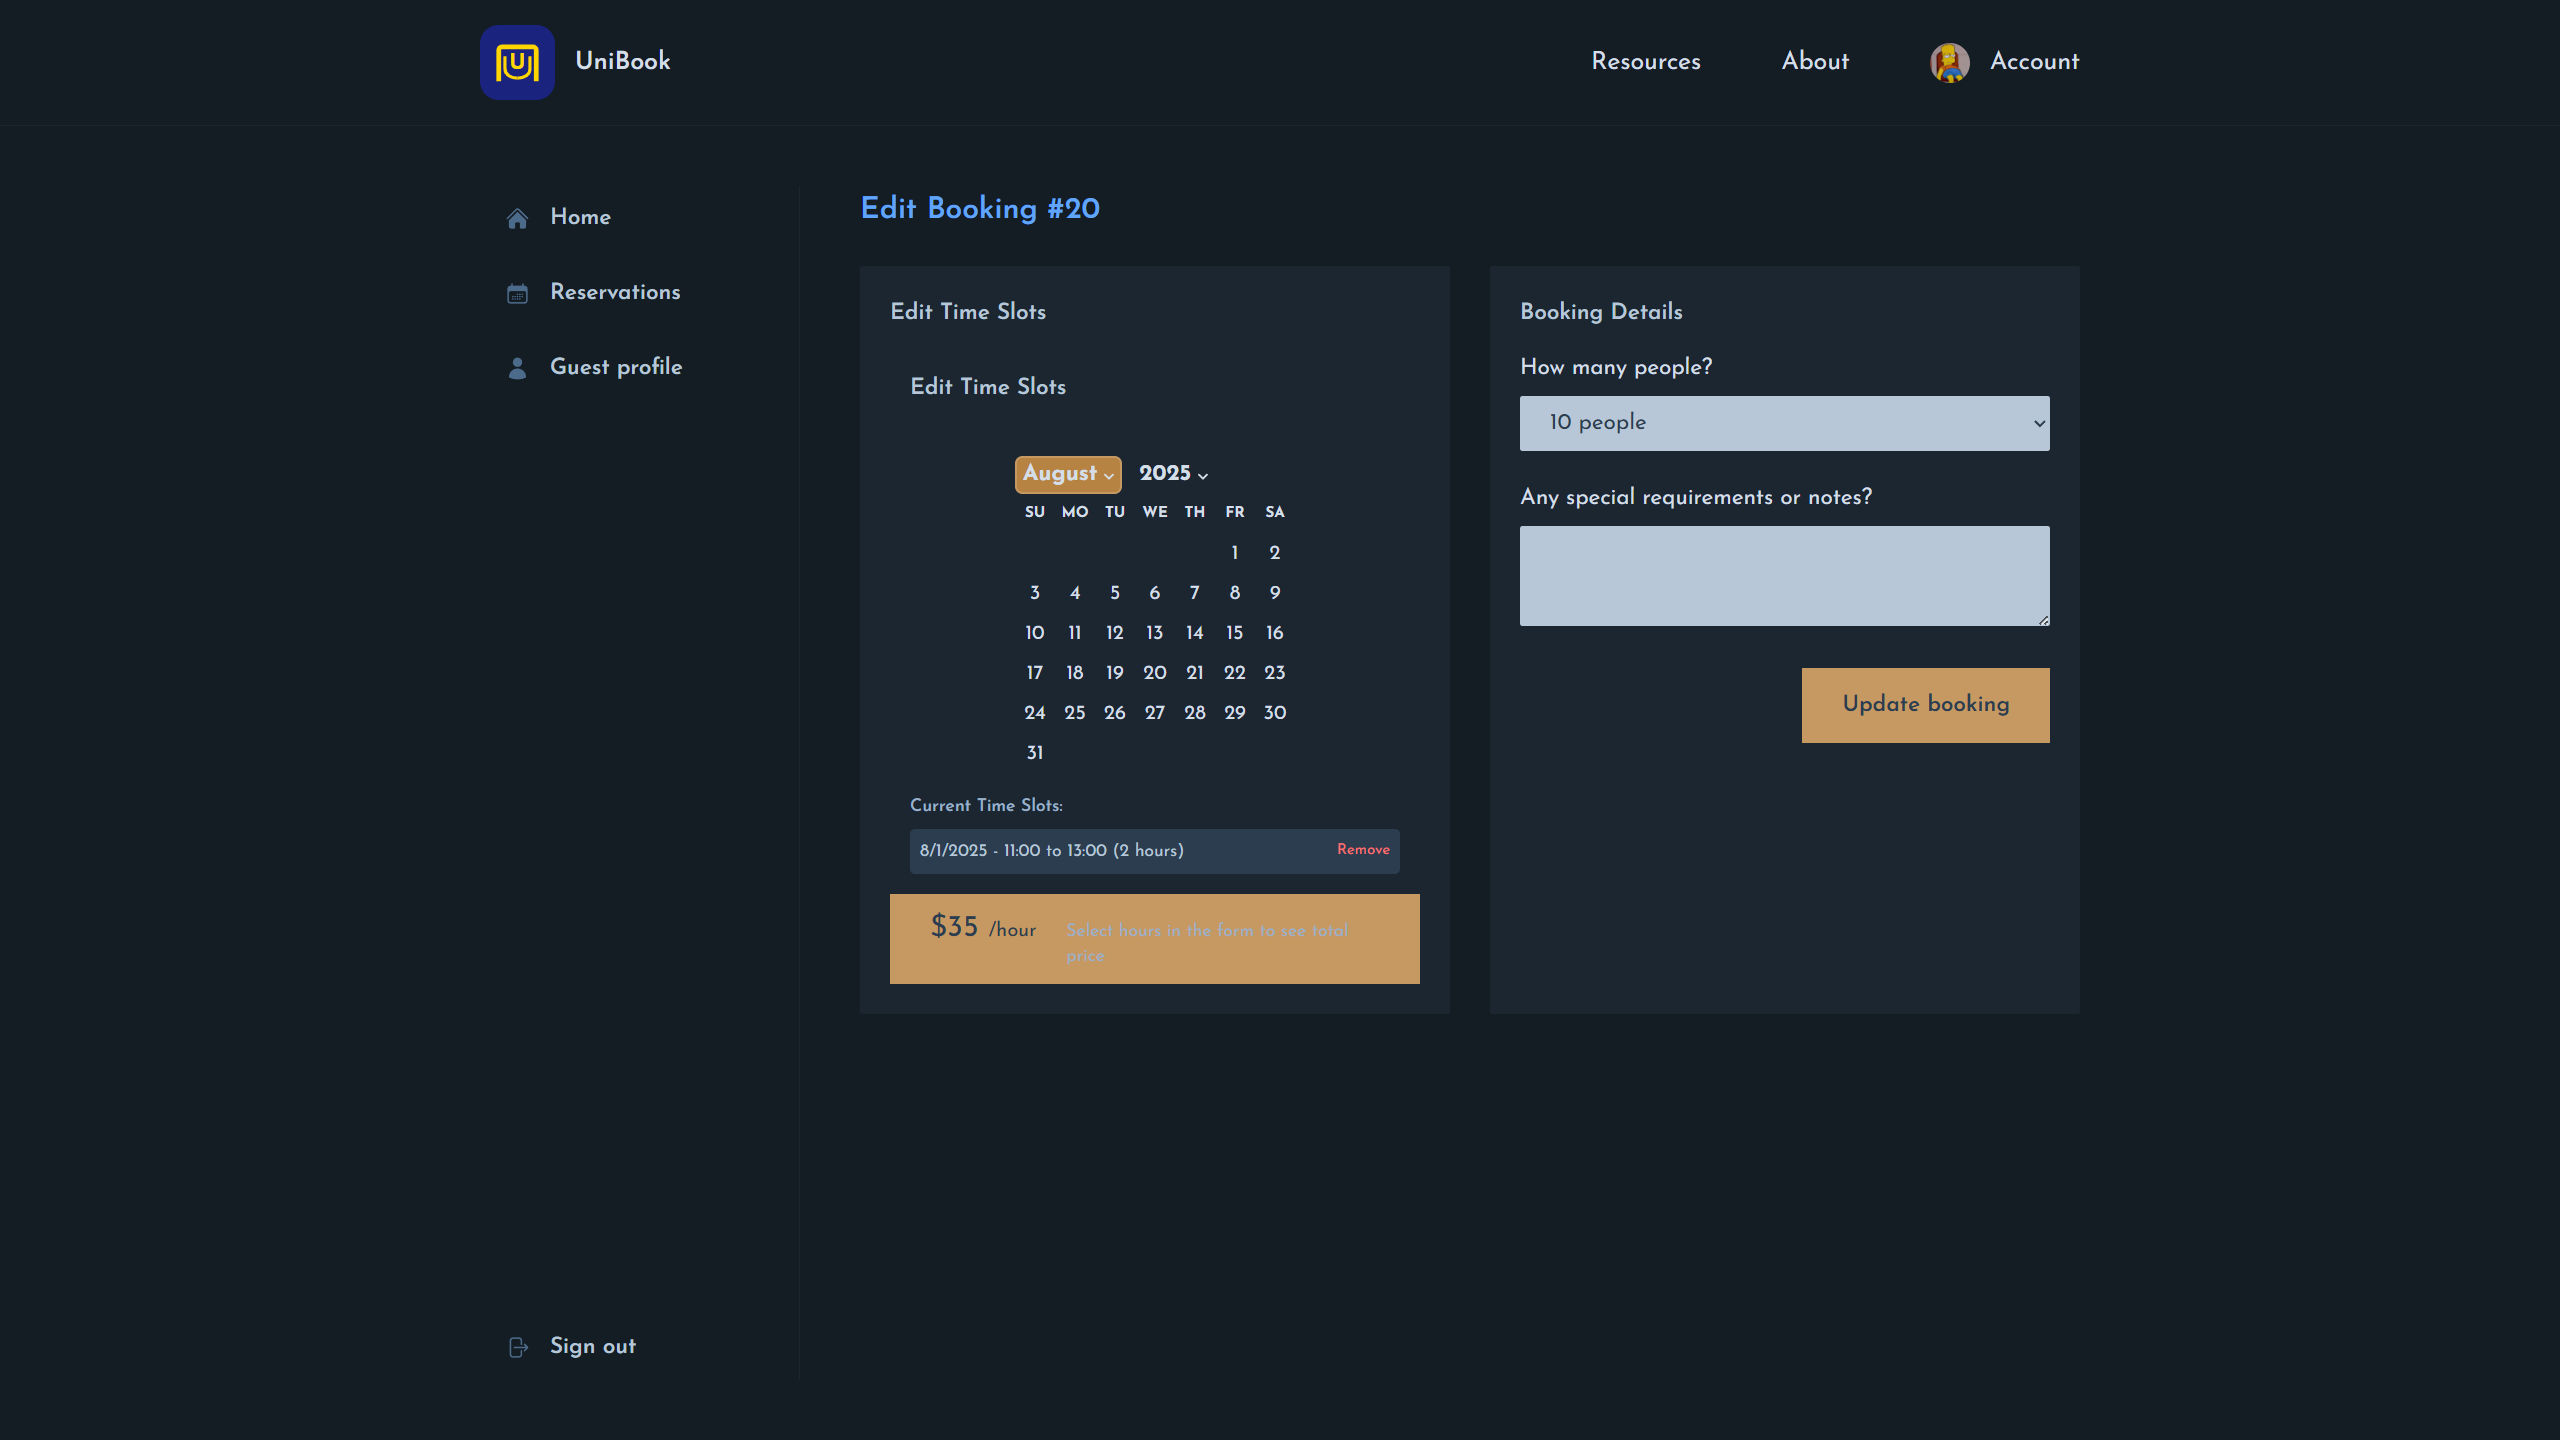 UniBook
Resources
About
Account
Home
Reservations
Guest profile
Sign out
Edit Booking #20
Edit Time Slots
Edit Time Slots
August 2025
SU MO TU WE TH FR SA
1 2
3 4 5 6 7 8 9
10 11 12 13 14 15 16
17 18 19 20 21 22 23
24 25 26 27 28 29 30
31
Current Time Slots:
8/1/2025 - 11:00 to 13:00 (2 hours) Remove
$35 /hour
Select hours in the form to see total
price
Booking Details
How many people?
10 people
Any special requirements or notes?
Update booking